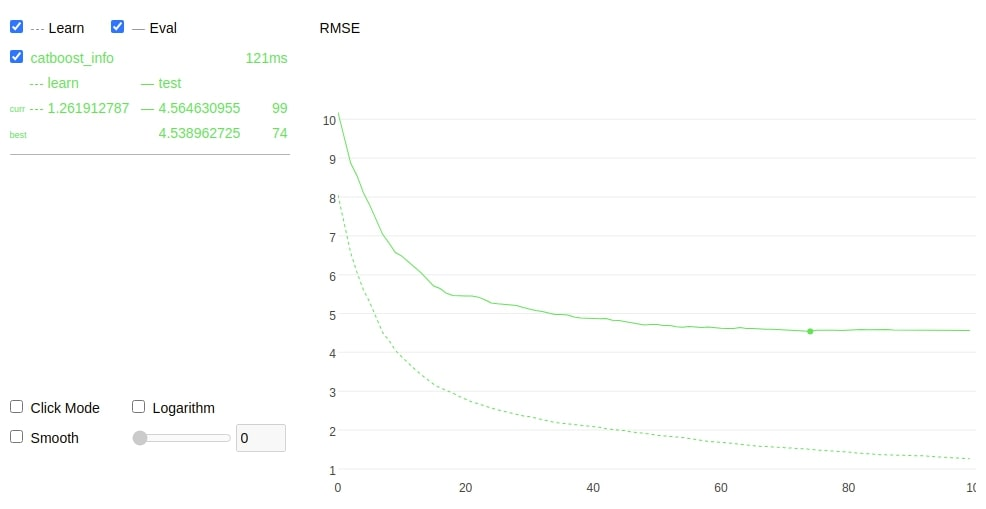 --- Learn — Eval
catboost_info 121ms
--- learn — test
curr --- 1.261912787 — 4.564630955 99
best 4.538962725 74
Click Mode Logarithm
Smooth 0
RMSE
10
9
8
7
6
5
4
3
2
1
0 20 40 60 80 10